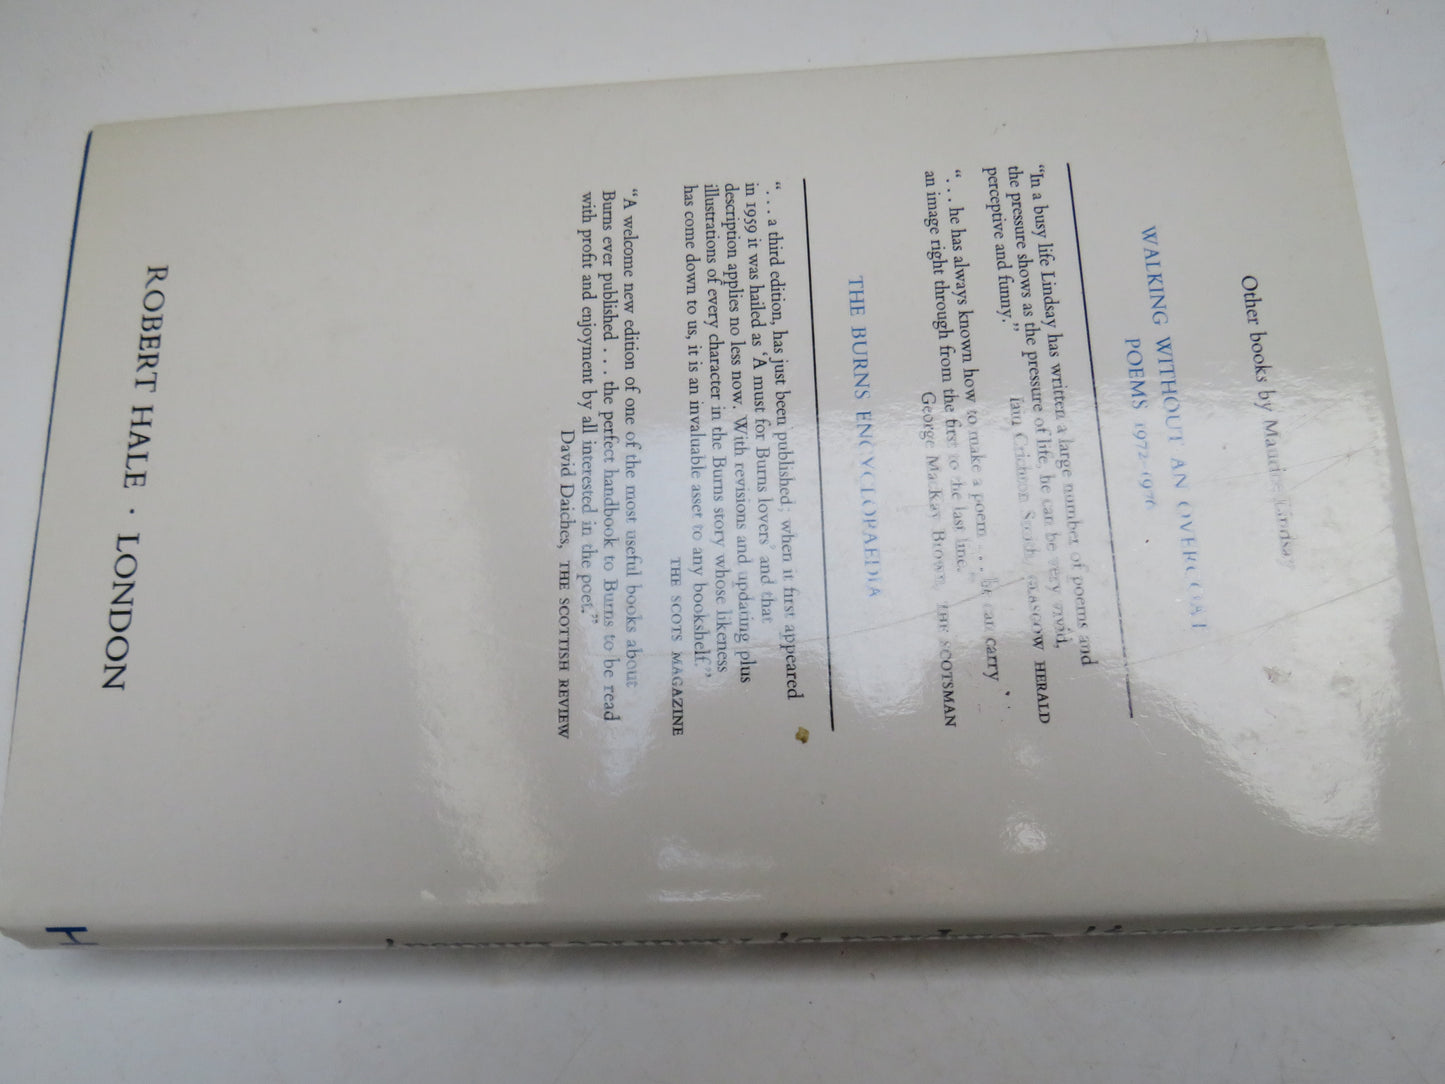 Other books by Maurice Lindsay
WALKING WITHOUT AN OVERCOAT
POEMS 1972–1976
“In a busy life Lindsay has written a large number of poems and
the pressure shows as the pressure of life, he can be very vivid,
perceptive and funny.”
Iain Crichton Smith, GLASGOW HERALD
“ . . . he has always known how to make a poem . . . he can carry
an image right through from the first to the last line.
George MacKay Brown, THE SCOTSMAN
THE BURNS ENCYCLOPAEDIA
“ . . . a third edition, has just been published; when it first appeared
in 1959 it was hailed as ‘A must for Burns lovers’ and that
description applies no less now. With revisions and updating plus
illustrations of every character in the Burns story whose likeness
has come down to us, it is an invaluable asset to any bookshelf.”
THE SCOTS MAGAZINE
“A welcome new edition of one of the most useful books about
Burns ever published . . . the perfect handbook to Burns to be read
with profit and enjoyment by all interested in the poet.”
David Daiches, THE SCOTTISH REVIEW
ROBERT HALE · LONDON
Compiled by Maurice Lindsay
H